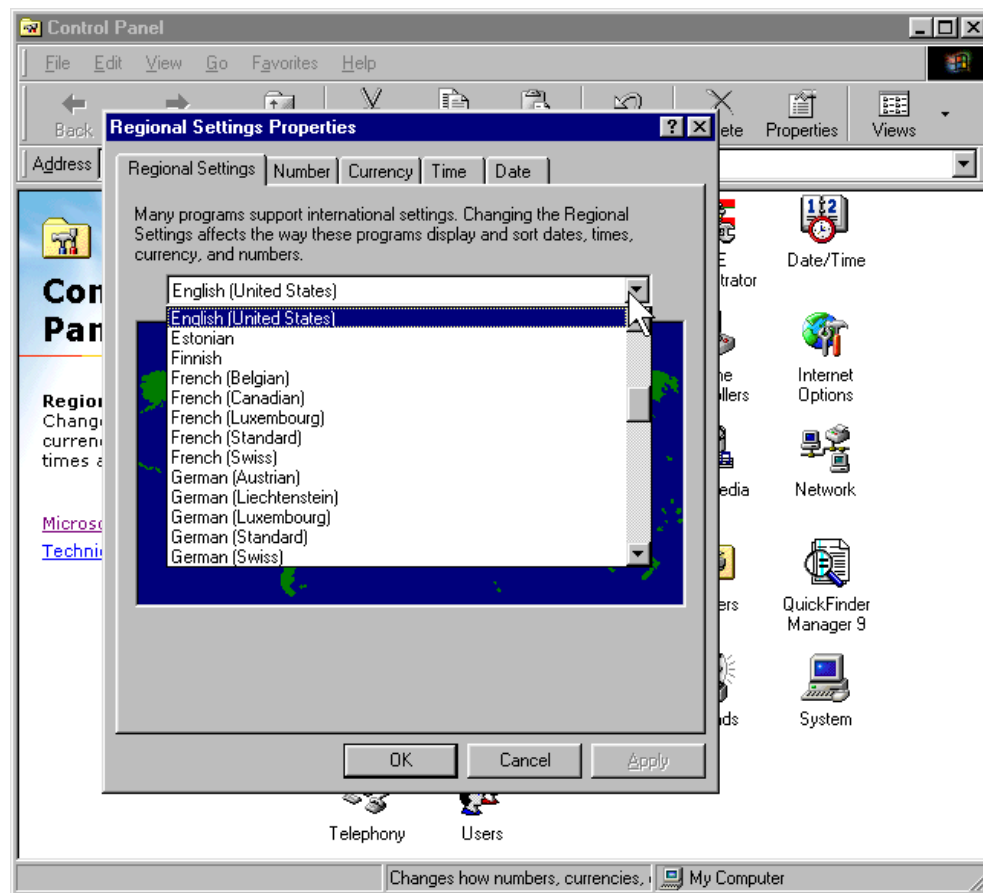 Control Panel
File Edit View Go Favorites Help
Back Properties Views
Address
Regional Settings Properties
Regional Settings Number Currency Time Date
Many programs support international settings. Changing the Regional
Settings affects the way these programs display and sort dates, times,
currency, and numbers.
English (United States)
English (United States)
Estonian
Finnish
French (Belgian)
French (Canadian)
French (Luxembourg)
French (Standard)
French (Swiss)
German (Austrian)
German (Liechtenstein)
German (Luxembourg)
German (Standard)
German (Swiss)
OK Cancel Apply
Date/Time
Internet
Options
Network
QuickFinder
Manager 9
System
Telephony Users
Changes how numbers, currencies, My Computer